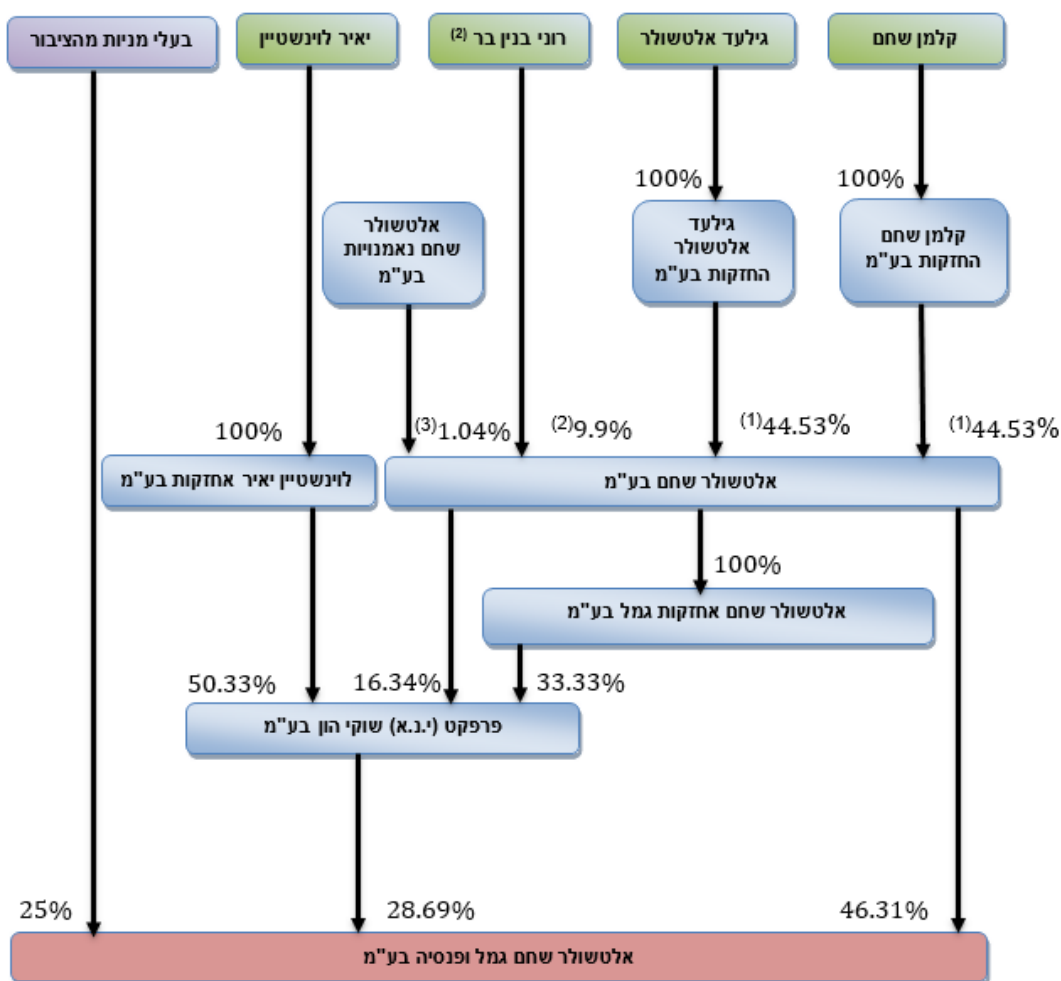 קלמן שחם
גילעד אלטשולר
רוני בנין בר (2)
יאיר לוינשטיין
בעלי מניות מהציבור
100%
100%
קלמן שחם
החזקות בע"מ
גילעד
אלטשולר
החזקות בע"מ
אלטשולר
שחם נאמנויות
בע"מ
(1)44.53%
(1)44.53%
(2)9.9%
(3)1.04%
100%
אלטשולר שחם בע"מ
לוינשטיין יאיר אחזקות בע"מ
100%
אלטשולר שחם אחזקות גמל בע"מ
33.33%
16.34%
50.33%
פרפקט (י.נ.א) שוקי הון בע"מ
46.31%
28.69%
25%
אלטשולר שחם גמל ופנסיה בע"מ